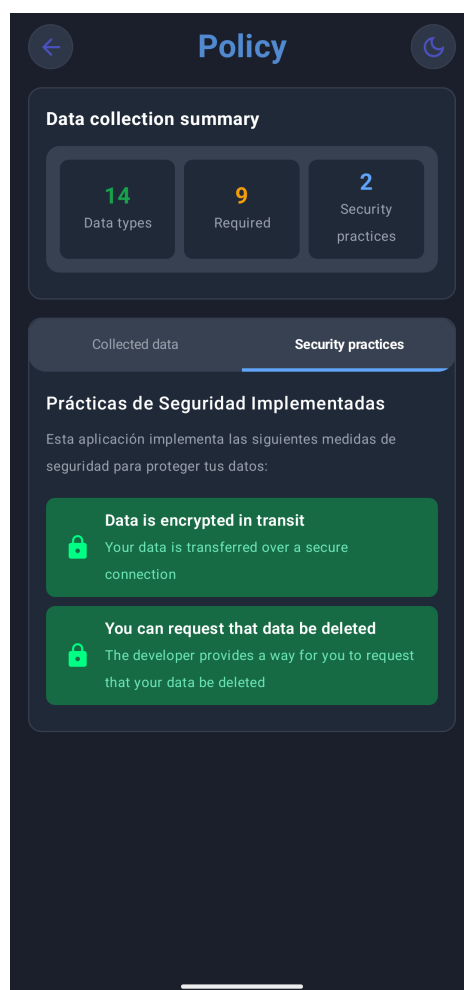 Policy
Data collection summary
14
Data types
9
Required
2
Security
practices
Collected data
Security practices
Prácticas de Seguridad Implementadas
Esta aplicación implementa las siguientes medidas de
seguridad para proteger tus datos:
Data is encrypted in transit
Your data is transferred over a secure
connection
You can request that data be deleted
The developer provides a way for you to request
that your data be deleted